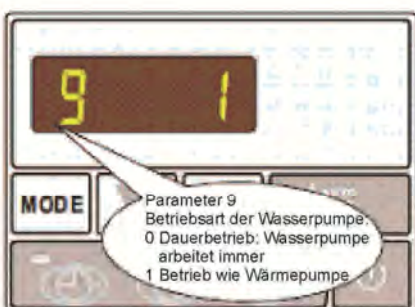 9 1
MODE
Parameter 9
Betriebsart der Wasserpumpe.
0 Dauerbetrieb: Wasserpumpe
arbeitet immer
1 Betrieb wie Wärmepumpe